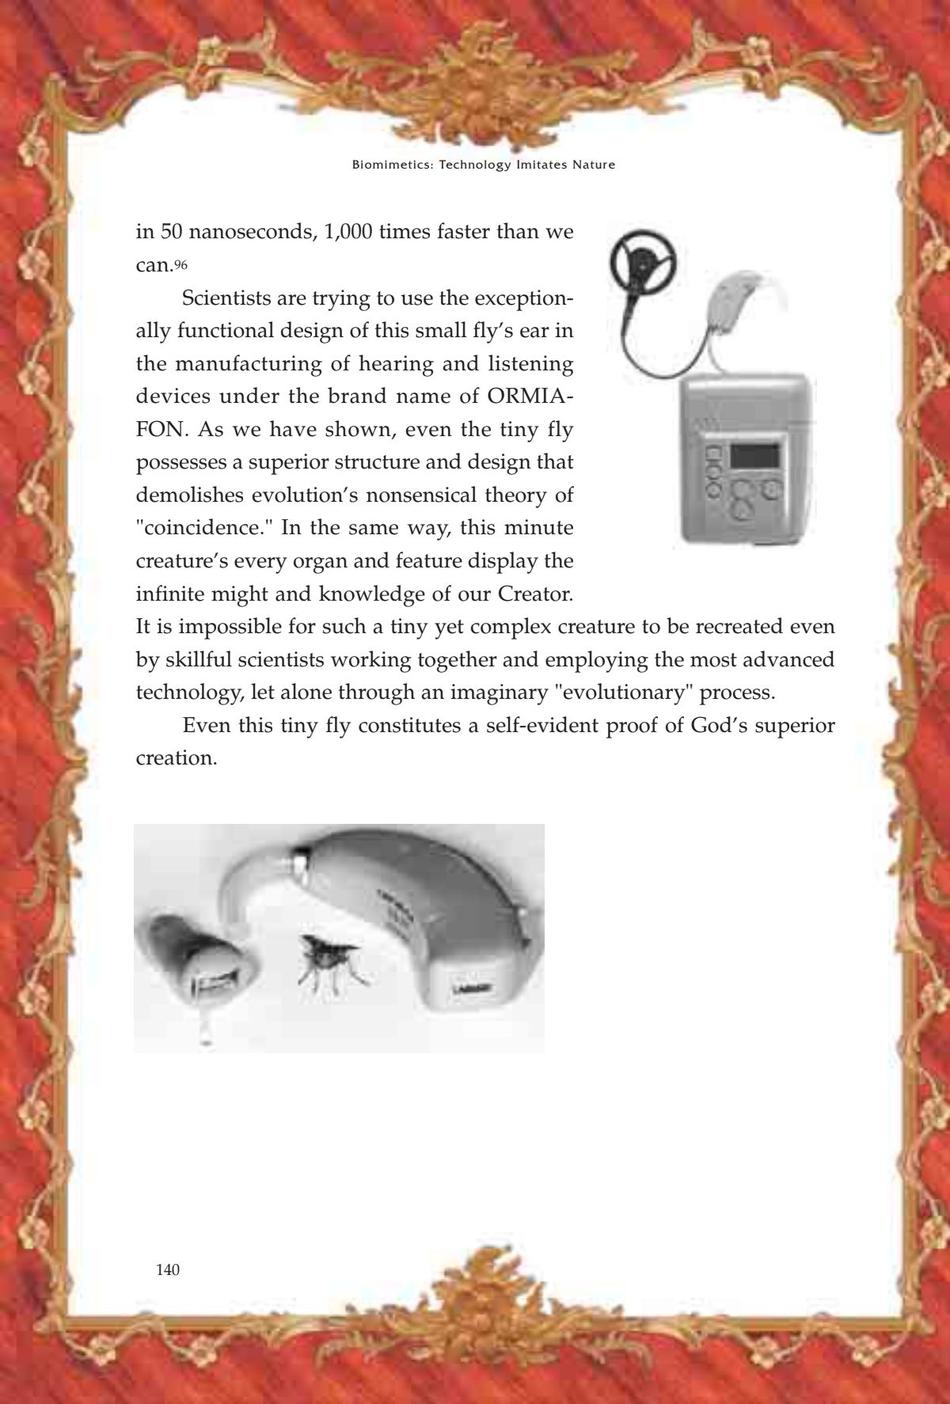 Biomimetics: Technology Imitates Nature
in 50 nanoseconds, 1,000 times faster than we
can.96
Scientists are trying to use the exception-
ally functional design of this small fly's ear in
the manufacturing of hearing and listening
devices under the brand name of ORMIA-
FON. As we have shown, even the tiny fly
possesses a superior structure and design that
demolishes evolution's nonsensical theory of
"coincidence." In the same way, this minute
creature's every organ and feature display the
infinite might and knowledge of our Creator.
It is impossible for such a tiny yet complex creature to be recreated even
by skillful scientists working together and employing the most advanced
technology, let alone through an imaginary "evolutionary" process.
Even this tiny fly constitutes a self-evident proof of God's superior
creation.
140